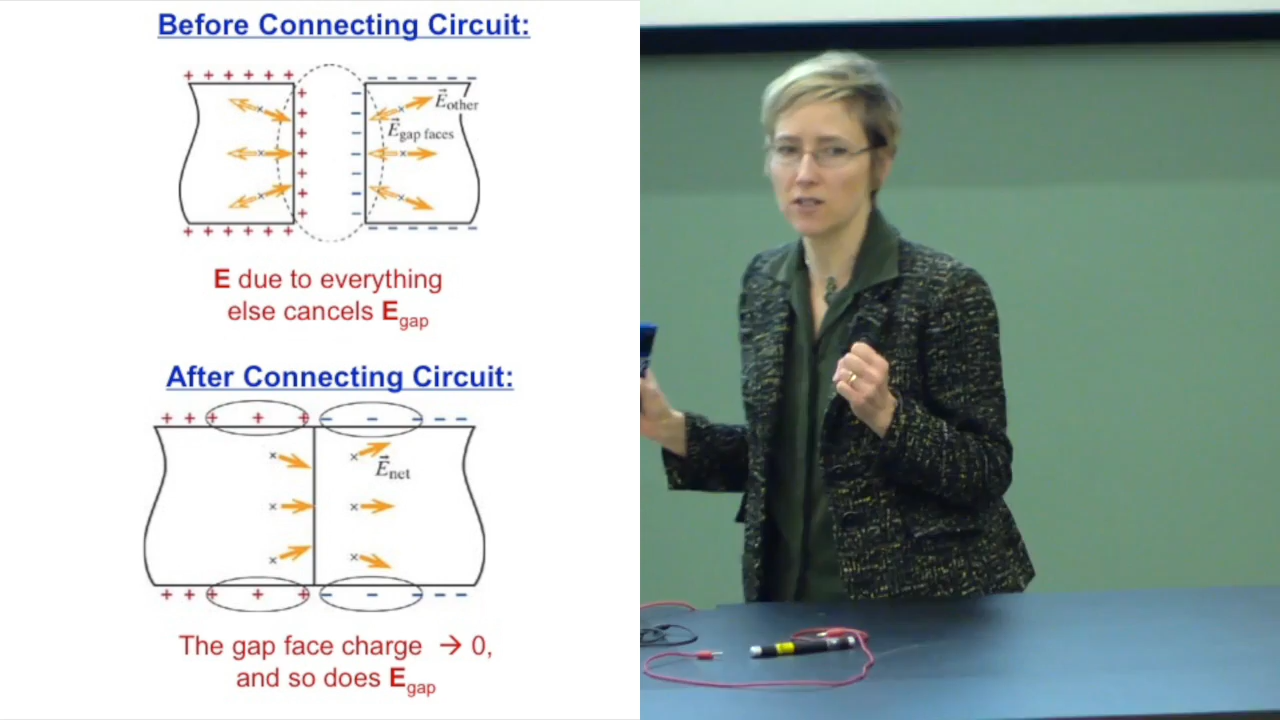 Before Connecting Circuit:
+ + + + + + − − − − − − − −
+ −
E⃗other
+ −
E⃗gap faces
+ −
+ −
+ −
+ −
+ −
+ + + + + + − − − − − − − −
E due to everything
else cancels Egap
After Connecting Circuit:
+ + + + + − − − − −
× ×
E⃗net
× ×
× ×
+ + + + + − − − − −
The gap face charge → 0,
and so does Egap